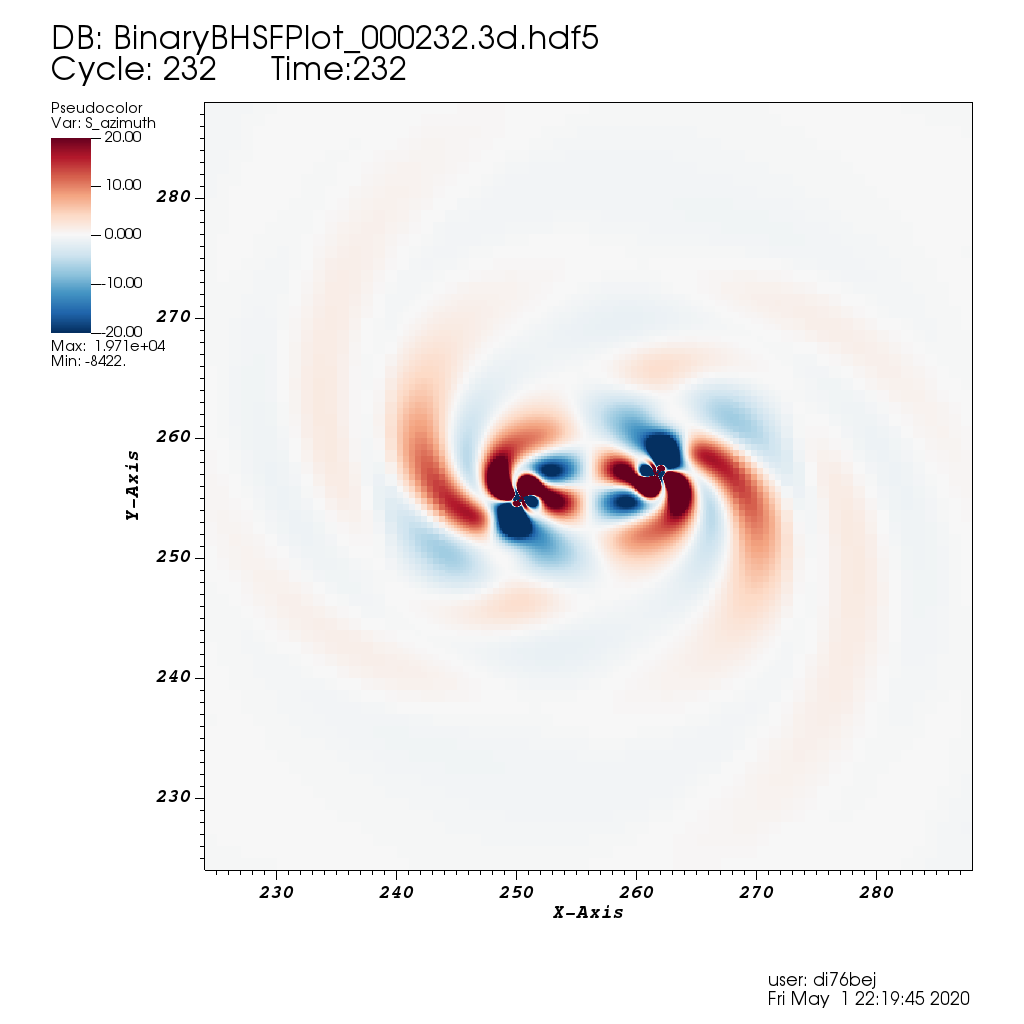 DB: BinaryBHSFPlot_000232.3d.hdf5
Cycle: 232 Time:232
Pseudocolor
Var: S_azimuth
20.00
10.00
0.000
-10.00
-20.00
Max: 1.971e+04
Min: -8422.
280
270
260
250
240
230
Y-Axis
230 240 250 260 270 280
X-Axis
user: di76bej
Fri May 1 22:19:45 2020